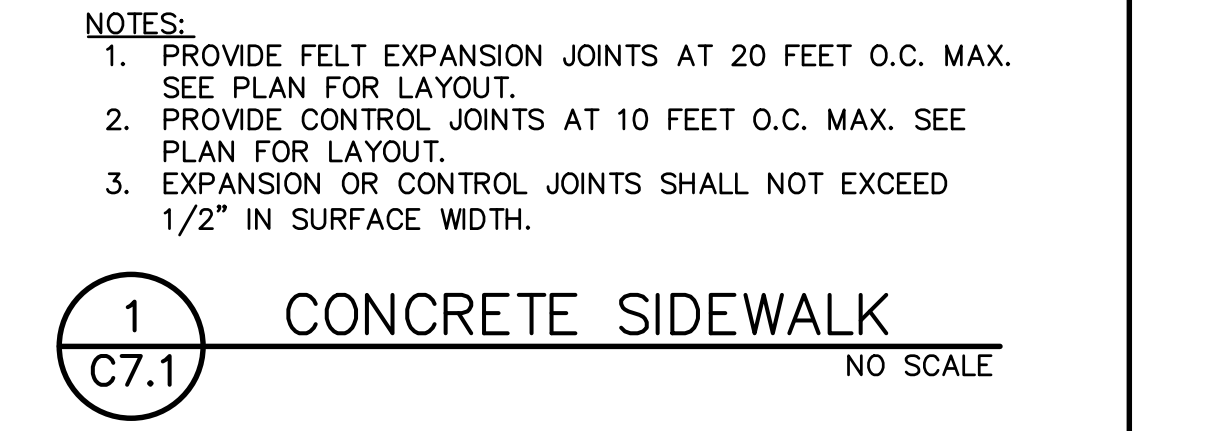 NOTES:
1. PROVIDE FELT EXPANSION JOINTS AT 20 FEET O.C. MAX.
SEE PLAN FOR LAYOUT.
2. PROVIDE CONTROL JOINTS AT 10 FEET O.C. MAX. SEE
PLAN FOR LAYOUT.
3. EXPANSION OR CONTROL JOINTS SHALL NOT EXCEED
1/2" IN SURFACE WIDTH.
1
CONCRETE SIDEWALK
C7.1
NO SCALE